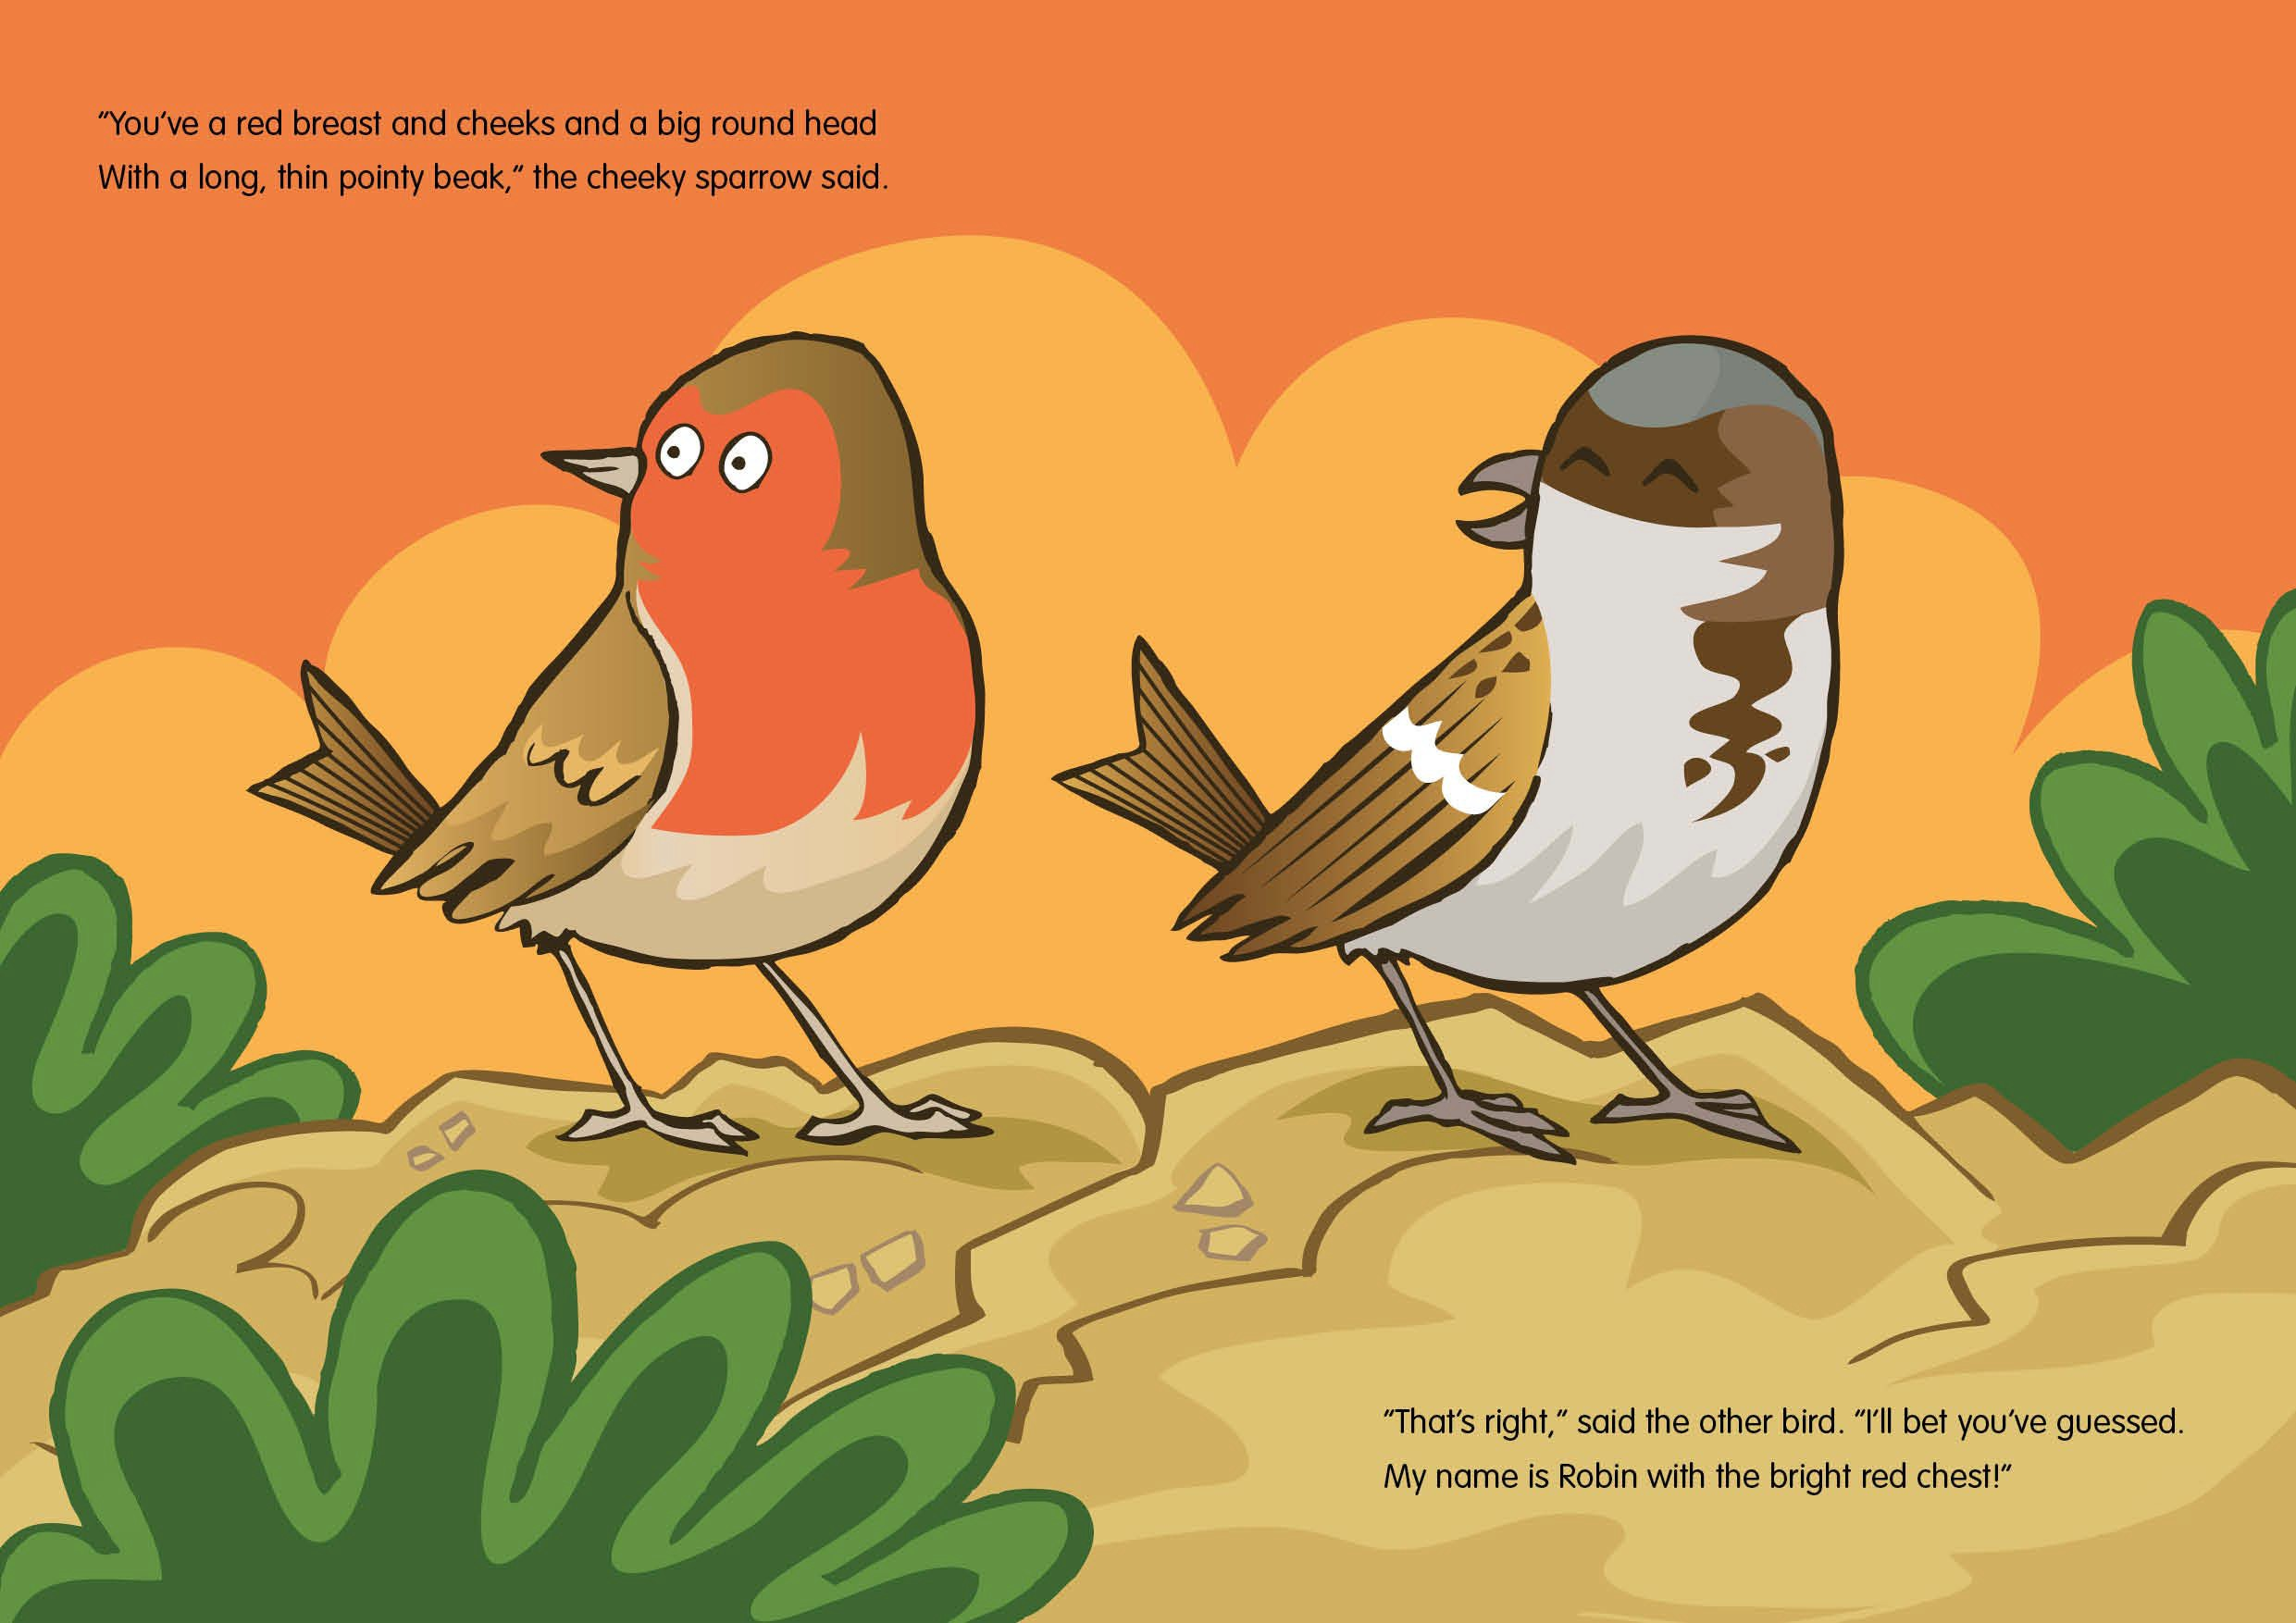 “You’ve a red breast and cheeks and a big round head
With a long, thin pointy beak,” the cheeky sparrow said.
“That’s right,” said the other bird. “I’ll bet you’ve guessed.
My name is Robin with the bright red chest!”